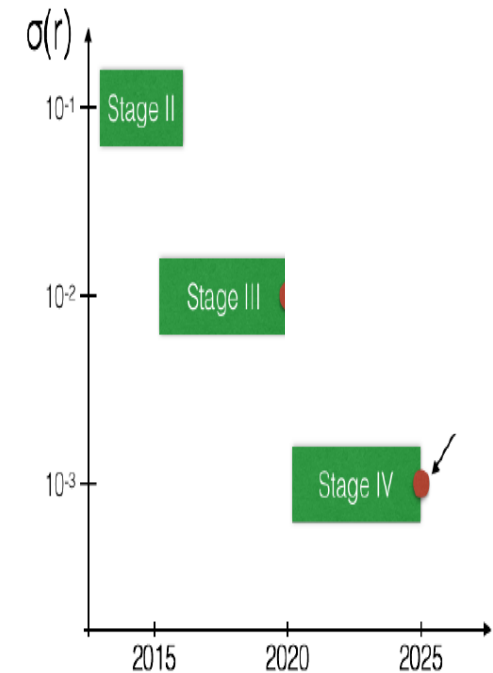 σ(r)
10-1
Stage II
10-2
Stage III
10-3
Stage IV
2015 2020 2025